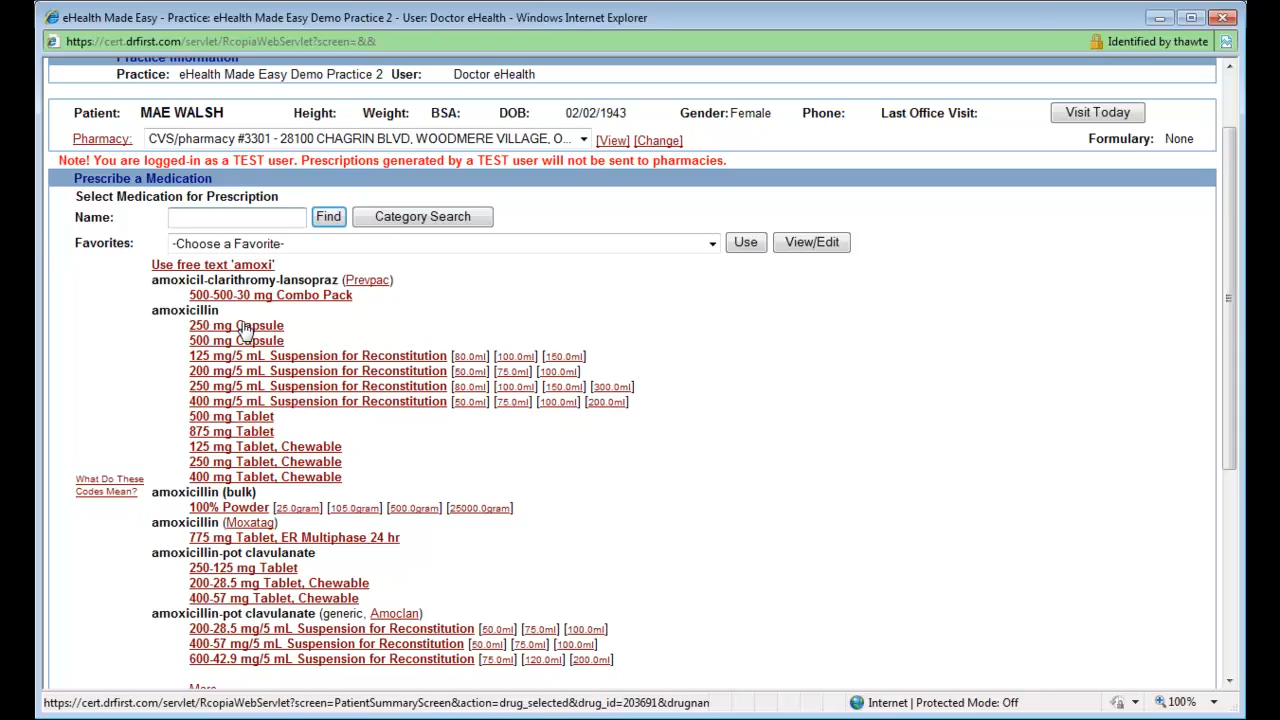 eHealth Made Easy - Practice: eHealth Made Easy Demo Practice 2 - User: Doctor eHealth - Windows Internet Explorer
https://cert.drfirst.com/servlet/RcopiaWebServlet?screen=&& Identified by thawte
Practice Information
Practice: eHealth Made Easy Demo Practice 2 User: Doctor eHealth
Patient: MAE WALSH Height: Weight: BSA: DOB: 02/02/1943 Gender: Female Phone: Last Office Visit: Visit Today
Pharmacy: CVS/pharmacy #3301 - 28100 CHAGRIN BLVD, WOODMERE VILLAGE, O... [View] [Change] Formulary: None
Note! You are logged-in as a TEST user. Prescriptions generated by a TEST user will not be sent to pharmacies.
Prescribe a Medication
Select Medication for Prescription
Name: Find Category Search
Favorites: -Choose a Favorite- Use View/Edit
Use free text 'amoxi'
amoxicil-clarithromy-lansopraz (Prevpac)
500-500-30 mg Combo Pack
amoxicillin
250 mg Capsule
500 mg Capsule
125 mg/5 mL Suspension for Reconstitution [80.0ml] [100.0ml] [150.0ml]
200 mg/5 mL Suspension for Reconstitution [50.0ml] [75.0ml] [100.0ml]
250 mg/5 mL Suspension for Reconstitution [80.0ml] [100.0ml] [150.0ml] [300.0ml]
400 mg/5 mL Suspension for Reconstitution [50.0ml] [75.0ml] [100.0ml] [200.0ml]
500 mg Tablet
875 mg Tablet
125 mg Tablet, Chewable
250 mg Tablet, Chewable
400 mg Tablet, Chewable
What Do These
Codes Mean?
amoxicillin (bulk)
100% Powder [25.0gram] [105.0gram] [500.0gram] [25000.0gram]
amoxicillin (Moxatag)
775 mg Tablet, ER Multiphase 24 hr
amoxicillin-pot clavulanate
250-125 mg Tablet
200-28.5 mg Tablet, Chewable
400-57 mg Tablet, Chewable
amoxicillin-pot clavulanate (generic, Amoclan)
200-28.5 mg/5 mL Suspension for Reconstitution [50.0ml] [75.0ml] [100.0ml]
400-57 mg/5 mL Suspension for Reconstitution [50.0ml] [75.0ml] [100.0ml]
600-42.9 mg/5 mL Suspension for Reconstitution [75.0ml] [120.0ml] [200.0ml]
More
https://cert.drfirst.com/servlet/RcopiaWebServlet?screen=PatientSummaryScreen&action=drug_selected&drug_id=203691&drugnan Internet | Protected Mode: Off 100%